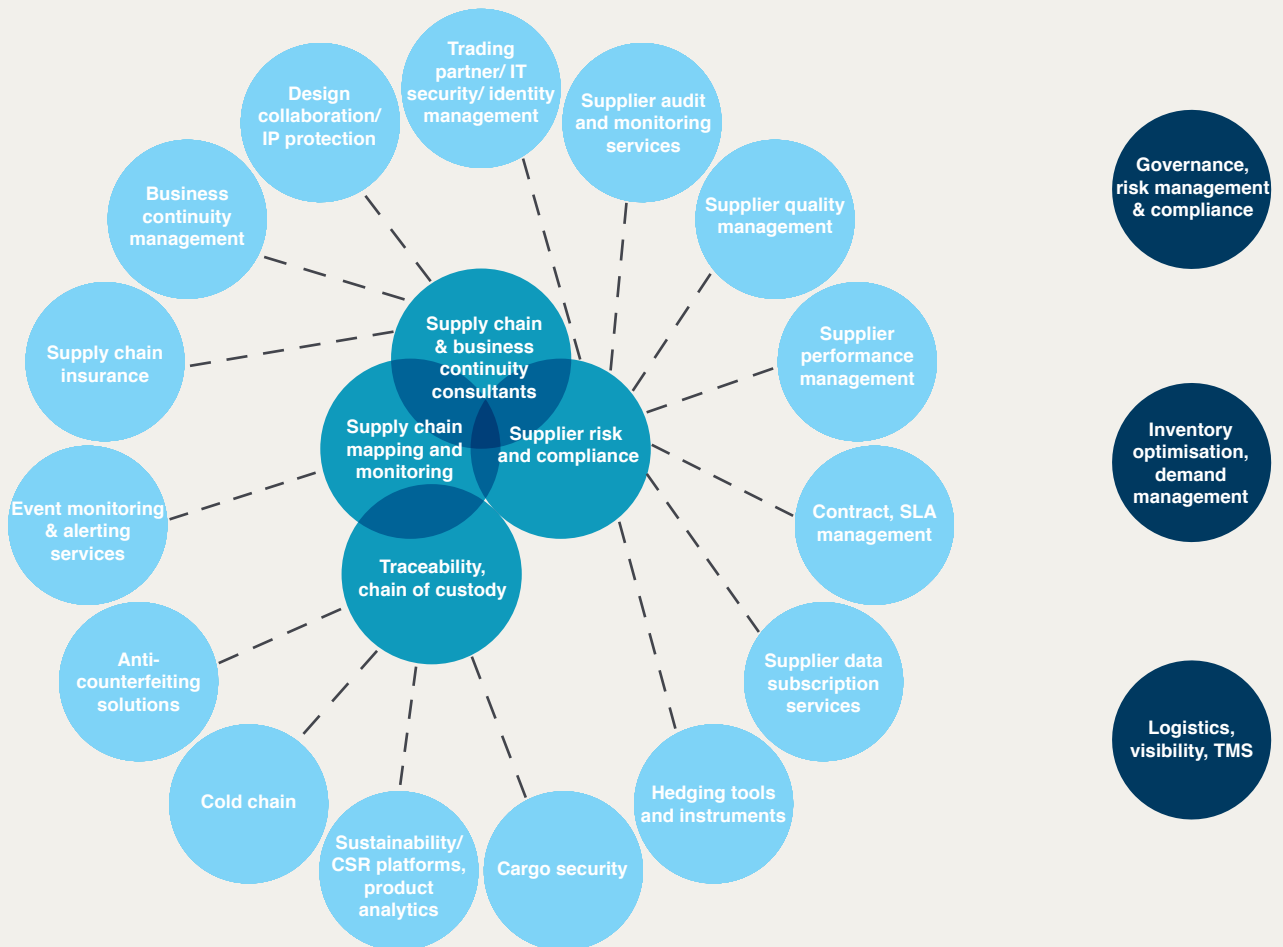 Trading
partner/ IT
security/ identity
management
Design
collaboration/
IP protection
Supplier audit
and monitoring
services
Business
continuity
management
Supplier quality
management
Governance,
risk management
& compliance
Supply chain
insurance
Supply chain
& business
continuity
consultants
Supplier
performance
management
Supply chain
mapping and
monitoring
Supplier risk
and compliance
Inventory
optimisation,
demand
management
Event monitoring
& alerting
services
Contract, SLA
management
Traceability,
chain of custody
Anti-
counterfeiting
solutions
Supplier data
subscription
services
Logistics,
visibility, TMS
Cold chain
Hedging tools
and instruments
Sustainability/
CSR platforms,
product
analytics
Cargo security